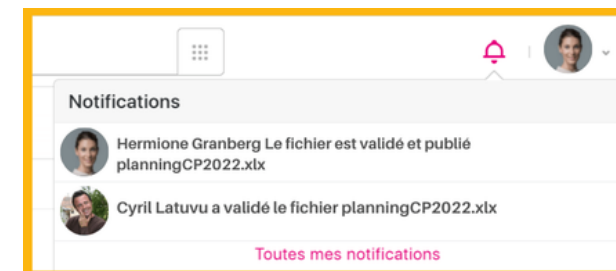 Notifications
Hermione Granberg Le fichier est validé et publié
planningCP2022.xlx
Cyril Latuvu a validé le fichier planningCP2022.xlx
Toutes mes notifications